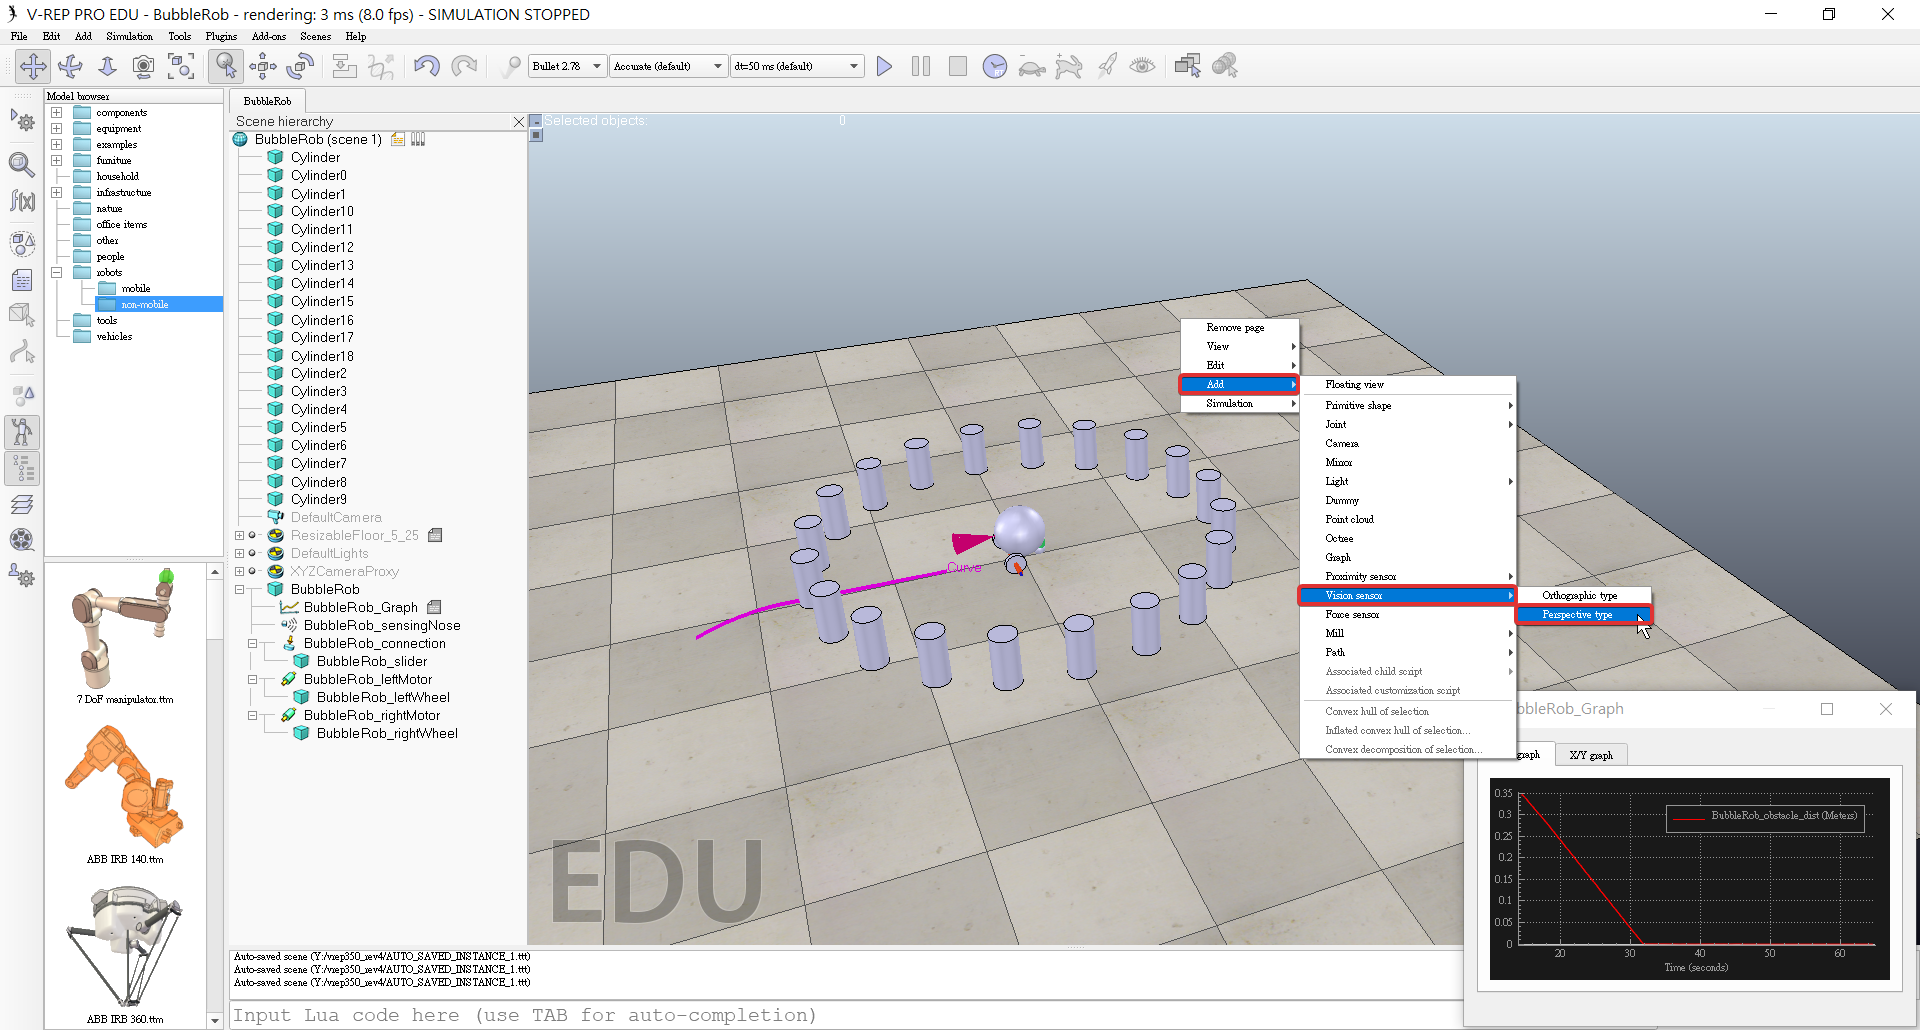 V-REP PRO EDU - BubbleRob - rendering: 3 ms (8.0 fps) - SIMULATION STOPPED
File Edit Add Simulation Tools Plugins Add-ons Scenes Help
Bullet 2.78 Accurate (default) dt=50 ms (default)
Model browser
components
equipment
examples
furniture
household
infrastructure
nature
office items
other
people
robots
mobile
non-mobile
tools
vehicles
7 DoF manipulator.ttm
ABB IRB 140.ttm
ABB IRB 360.ttm
BubbleRob
Scene hierarchy
BubbleRob (scene 1)
Cylinder
Cylinder0
Cylinder1
Cylinder10
Cylinder11
Cylinder12
Cylinder13
Cylinder14
Cylinder15
Cylinder16
Cylinder17
Cylinder18
Cylinder2
Cylinder3
Cylinder4
Cylinder5
Cylinder6
Cylinder7
Cylinder8
Cylinder9
DefaultCamera
ResizableFloor_5_25
DefaultLights
XYZCameraProxy
BubbleRob
BubbleRob_Graph
BubbleRob_sensingNose
BubbleRob_connection
BubbleRob_slider
BubbleRob_leftMotor
BubbleRob_leftWheel
BubbleRob_rightMotor
BubbleRob_rightWheel
Selected objects: 0
Curve
EDU
Remove page
View
Edit
Add
Simulation
Floating view
Primitive shape
Joint
Camera
Mirror
Light
Dummy
Point cloud
Octree
Graph
Proximity sensor
Vision sensor
Force sensor
Mill
Path
Associated child script
Associated customization script
Convex hull of selection
Inflated convex hull of selection...
Convex decomposition of selection...
Orthographic type
Perspective type
bbleRob_Graph
graph X/Y graph
BubbleRob_obstacle_dist (Meters)
0.35
0.3
0.25
0.2
0.15
0.1
0.05
0
20 30 40 50 60
Time (seconds)
Auto-saved scene (Y:/vrep350_rev4/AUTO_SAVED_INSTANCE_1.ttt)
Auto-saved scene (Y:/vrep350_rev4/AUTO_SAVED_INSTANCE_1.ttt)
Auto-saved scene (Y:/vrep350_rev4/AUTO_SAVED_INSTANCE_1.ttt)
Input Lua code here (use TAB for auto-completion)